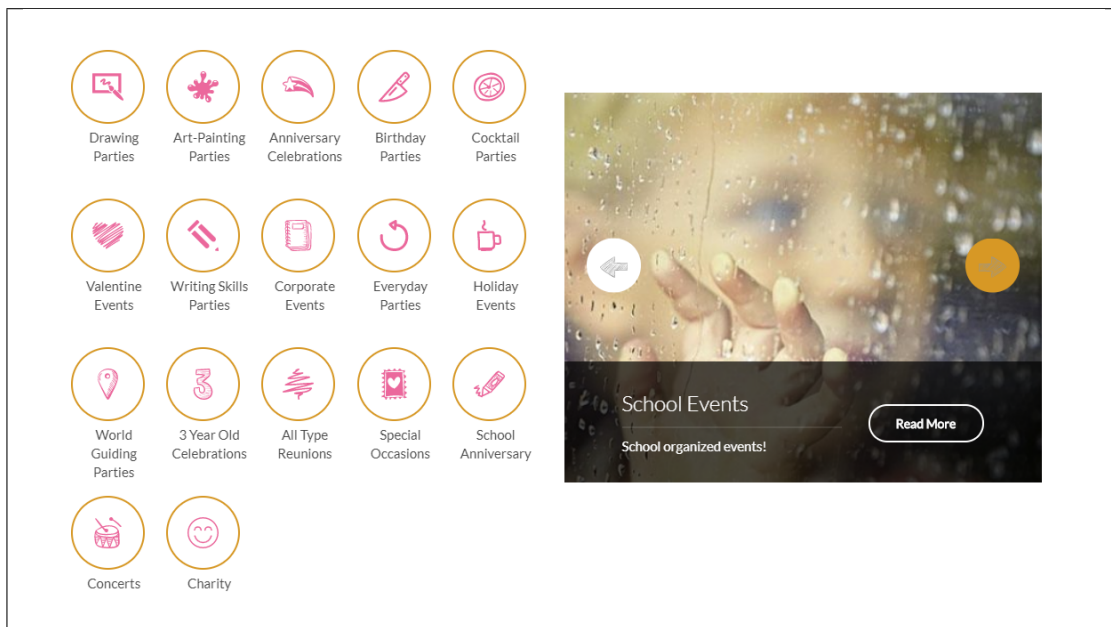 Drawing
Parties
Art-Painting
Parties
Anniversary
Celebrations
Birthday
Parties
Cocktail
Parties
Valentine
Events
Writing Skills
Parties
Corporate
Events
Everyday
Parties
Holiday
Events
World
Guiding
Parties
3 Year Old
Celebrations
All Type
Reunions
Special
Occasions
School
Anniversary
Concerts
Charity
School Events
School organized events!
Read More
3